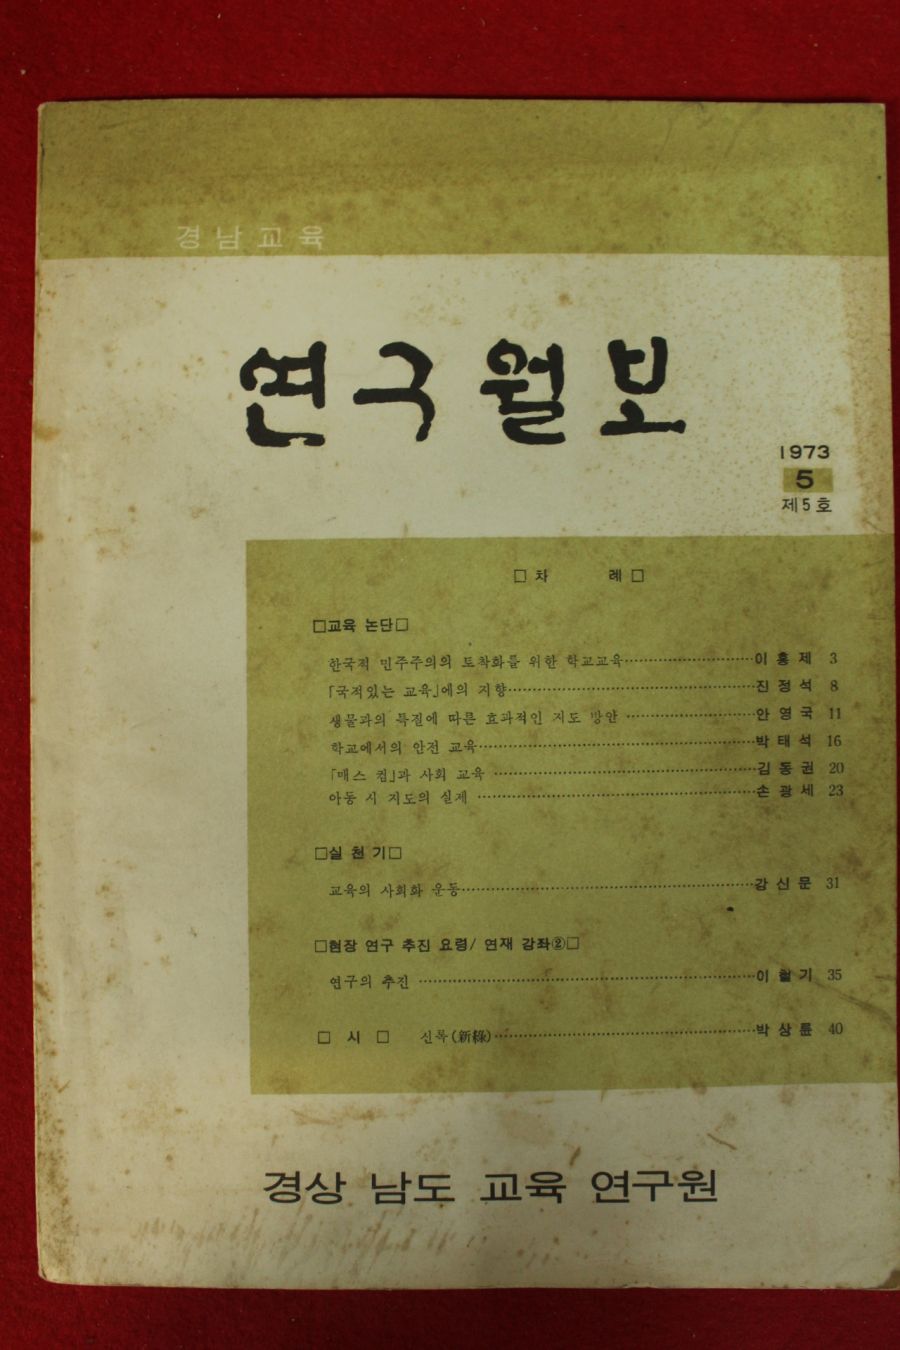 경남교육
연구월보
1973
5
제5호
□ 차 례 □
□교육 논단□
한국적 민주주의의 토착화를 위한 학교교육 이홍제 3
「국적있는 교육」에의 지향 진정석 8
생물과의 특질에 따른 효과적인 지도 방안 안영국 11
학교에서의 안전 교육 박태석 16
「매스 컴」과 사회 교육 김동권 20
아동 시 지도의 실제 손광세 23
□실 천 기□
교육의 사회화 운동 강신문 31
□현장 연구 추진 요령/ 연재 강좌②□
연구의 추진 이철기 35
□ 시 □ 신록(新綠) 박상륜 40
경상 남도 교육 연구원